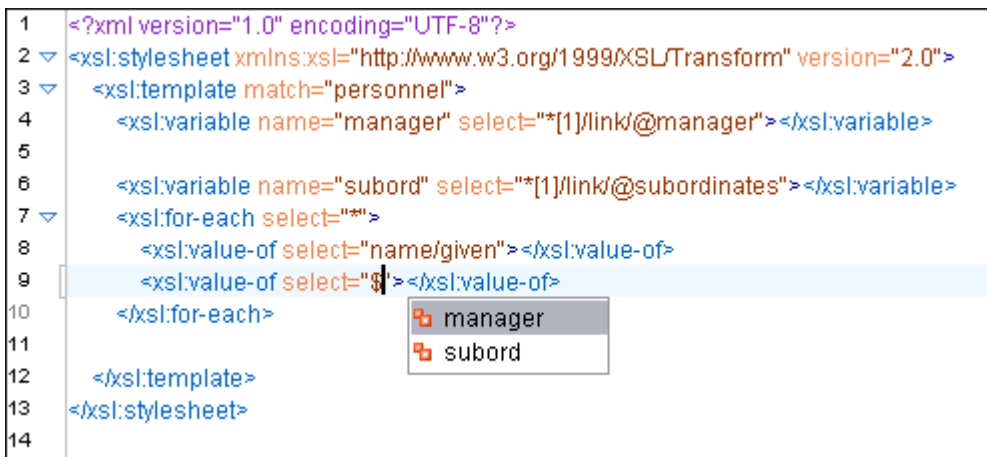 1 <?xml version="1.0" encoding="UTF-8"?>
2 <xsl:stylesheet xmlns:xsl="http://www.w3.org/1999/XSL/Transform" version="2.0">
3 <xsl:template match="personnel">
4 <xsl:variable name="manager" select="*[1]/link/@manager"></xsl:variable>
5
6 <xsl:variable name="subord" select="*[1]/link/@subordinates"></xsl:variable>
7 <xsl:for-each select="*">
8 <xsl:value-of select="name/given"></xsl:value-of>
9 <xsl:value-of select="$"></xsl:value-of>
10 </xsl:for-each>
manager
11
subord
12 </xsl:template>
13 </xsl:stylesheet>
14